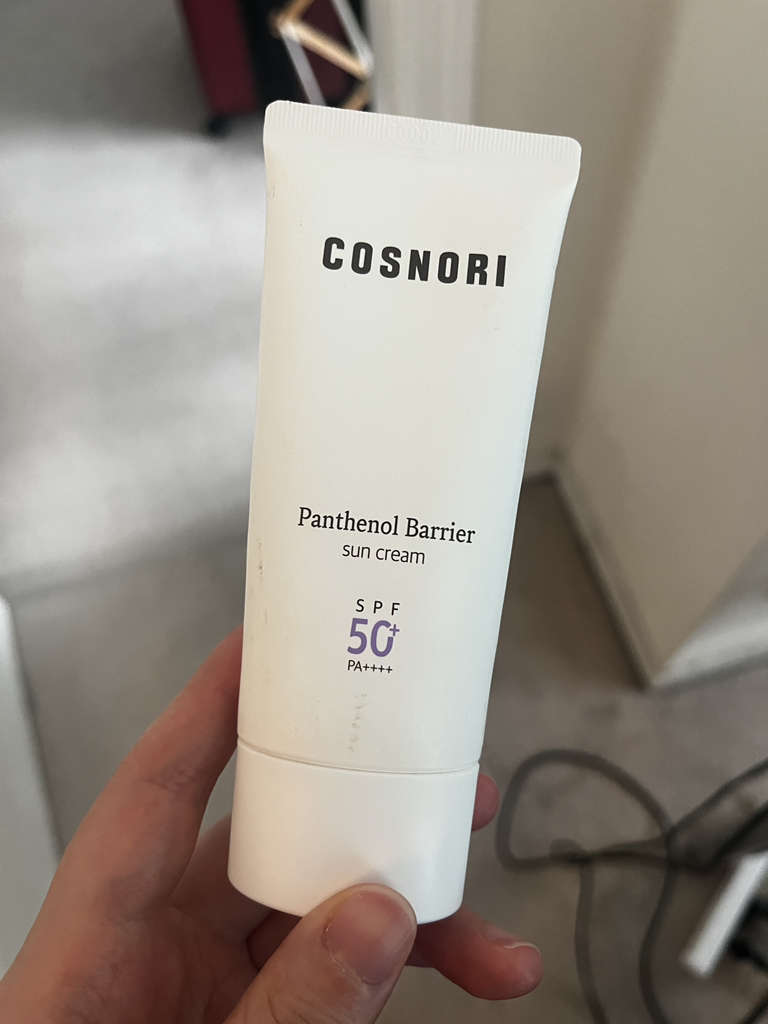 COSNORI
Panthenol Barrier
sun cream
SPF
50+
PA++++